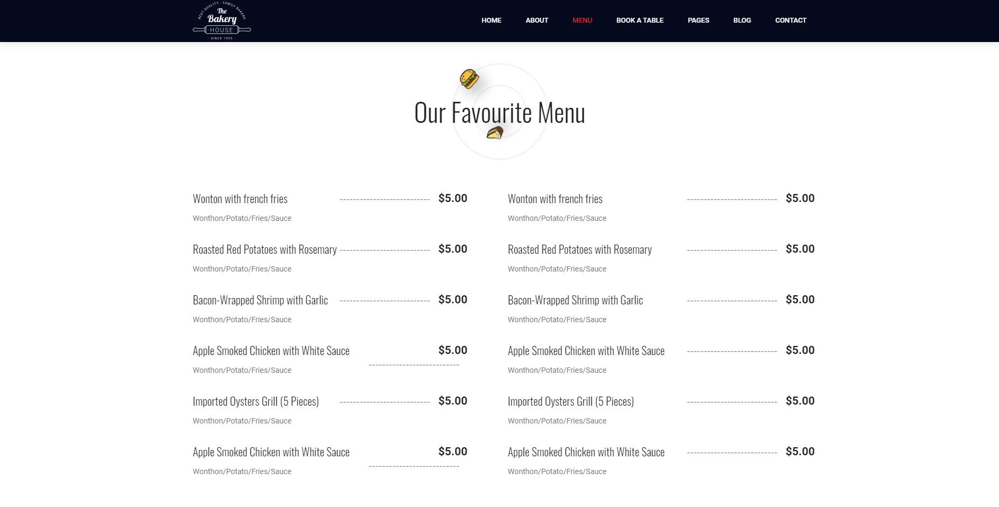 BEST QUALITY . FAMILY BAKERS
The
Bakery
· HOUSE ·
- SINCE 1993 -
HOME ABOUT MENU BOOK A TABLE PAGES BLOG CONTACT
Our Favourite Menu
Wonton with french fries --------------------------- $5.00
Wonthon/Potato/Fries/Sauce
Roasted Red Potatoes with Rosemary --------------------------- $5.00
Wonthon/Potato/Fries/Sauce
Bacon-Wrapped Shrimp with Garlic --------------------------- $5.00
Wonthon/Potato/Fries/Sauce
Apple Smoked Chicken with White Sauce $5.00
---------------------------
Wonthon/Potato/Fries/Sauce
Imported Oysters Grill (5 Pieces) --------------------------- $5.00
Wonthon/Potato/Fries/Sauce
Apple Smoked Chicken with White Sauce $5.00
---------------------------
Wonthon/Potato/Fries/Sauce
Wonton with french fries --------------------------- $5.00
Wonthon/Potato/Fries/Sauce
Roasted Red Potatoes with Rosemary --------------------------- $5.00
Wonthon/Potato/Fries/Sauce
Bacon-Wrapped Shrimp with Garlic --------------------------- $5.00
Wonthon/Potato/Fries/Sauce
Apple Smoked Chicken with White Sauce --------------------------- $5.00
Wonthon/Potato/Fries/Sauce
Imported Oysters Grill (5 Pieces) --------------------------- $5.00
Wonthon/Potato/Fries/Sauce
Apple Smoked Chicken with White Sauce --------------------------- $5.00
Wonthon/Potato/Fries/Sauce